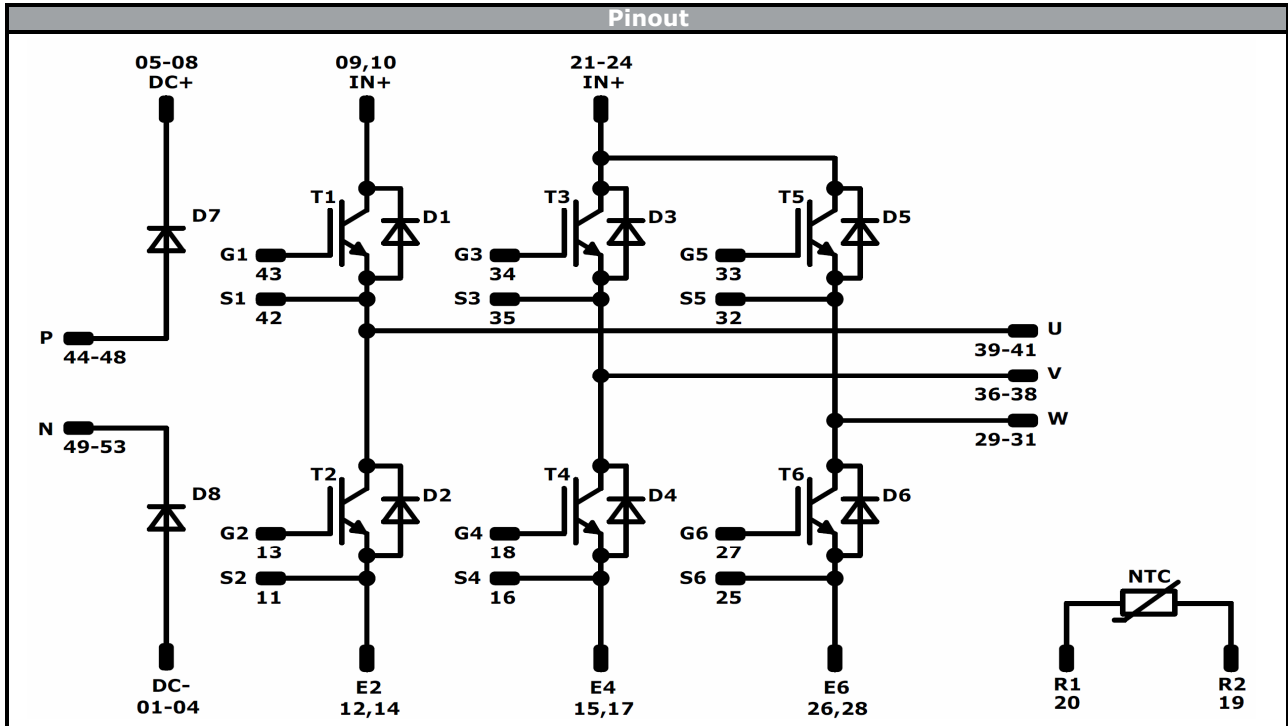 Pinout
05-08
DC+
09,10
IN+
21-24
IN+
D7
T1
D1
T3
D3
T5
D5
G1
43
G3
34
G5
33
S1
42
S3
35
S5
32
P
44-48
U
39-41
V
36-38
W
29-31
N
49-53
D8
T2
D2
T4
D4
T6
D6
G2
13
G4
18
G6
27
S2
11
S4
16
S6
25
NTC
DC-
01-04
E2
12,14
E4
15,17
E6
26,28
R1
20
R2
19